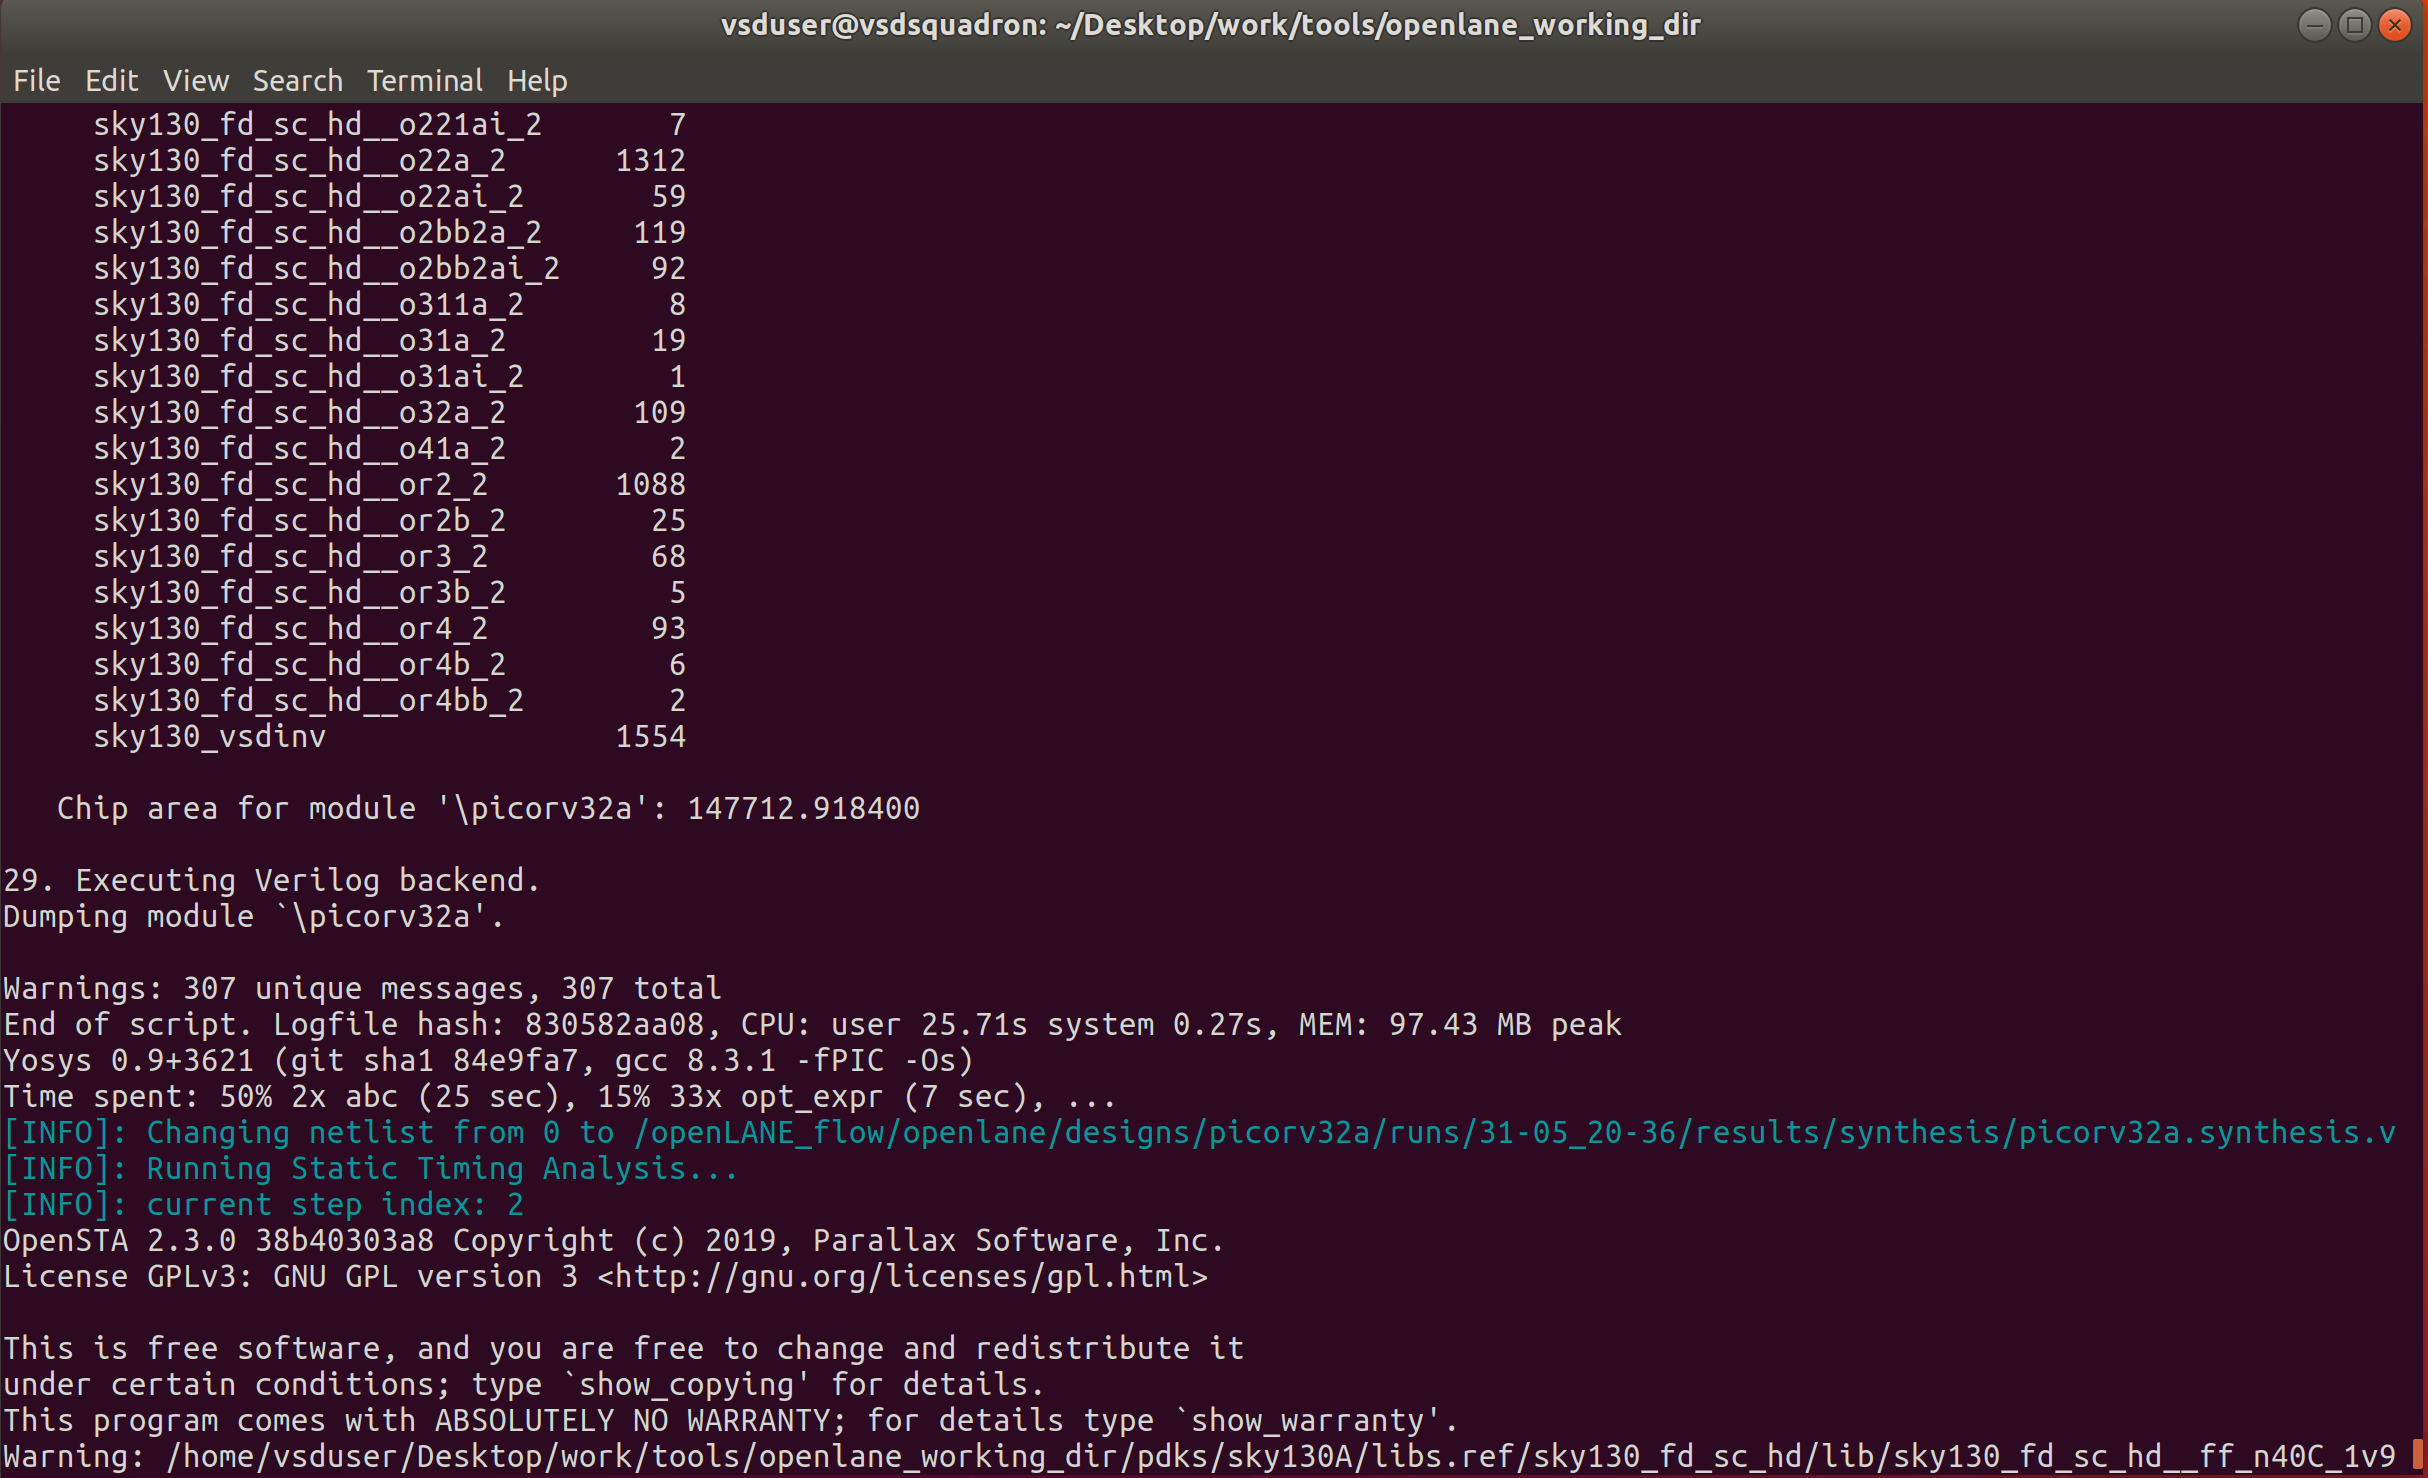 vsduser@vsdsquadron: ~/Desktop/work/tools/openlane_working_dir
File Edit View Search Terminal Help
sky130_fd_sc_hd__o221ai_2 7
sky130_fd_sc_hd__o22a_2 1312
sky130_fd_sc_hd__o22ai_2 59
sky130_fd_sc_hd__o2bb2a_2 119
sky130_fd_sc_hd__o2bb2ai_2 92
sky130_fd_sc_hd__o311a_2 8
sky130_fd_sc_hd__o31a_2 19
sky130_fd_sc_hd__o31ai_2 1
sky130_fd_sc_hd__o32a_2 109
sky130_fd_sc_hd__o41a_2 2
sky130_fd_sc_hd__or2_2 1088
sky130_fd_sc_hd__or2b_2 25
sky130_fd_sc_hd__or3_2 68
sky130_fd_sc_hd__or3b_2 5
sky130_fd_sc_hd__or4_2 93
sky130_fd_sc_hd__or4b_2 6
sky130_fd_sc_hd__or4bb_2 2
sky130_vsdinv 1554
Chip area for module '\picorv32a': 147712.918400
29. Executing Verilog backend.
Dumping module `\picorv32a'.
Warnings: 307 unique messages, 307 total
End of script. Logfile hash: 830582aa08, CPU: user 25.71s system 0.27s, MEM: 97.43 MB peak
Yosys 0.9+3621 (git sha1 84e9fa7, gcc 8.3.1 -fPIC -Os)
Time spent: 50% 2x abc (25 sec), 15% 33x opt_expr (7 sec), ...
[INFO]: Changing netlist from 0 to /openLANE_flow/openlane/designs/picorv32a/runs/31-05_20-36/results/synthesis/picorv32a.synthesis.v
[INFO]: Running Static Timing Analysis...
[INFO]: current step index: 2
OpenSTA 2.3.0 38b40303a8 Copyright (c) 2019, Parallax Software, Inc.
License GPLv3: GNU GPL version 3 <http://gnu.org/licenses/gpl.html>
This is free software, and you are free to change and redistribute it
under certain conditions; type `show_copying' for details.
This program comes with ABSOLUTELY NO WARRANTY; for details type `show_warranty'.
Warning: /home/vsduser/Desktop/work/tools/openlane_working_dir/pdks/sky130A/libs.ref/sky130_fd_sc_hd/lib/sky130_fd_sc_hd__ff_n40C_1v9